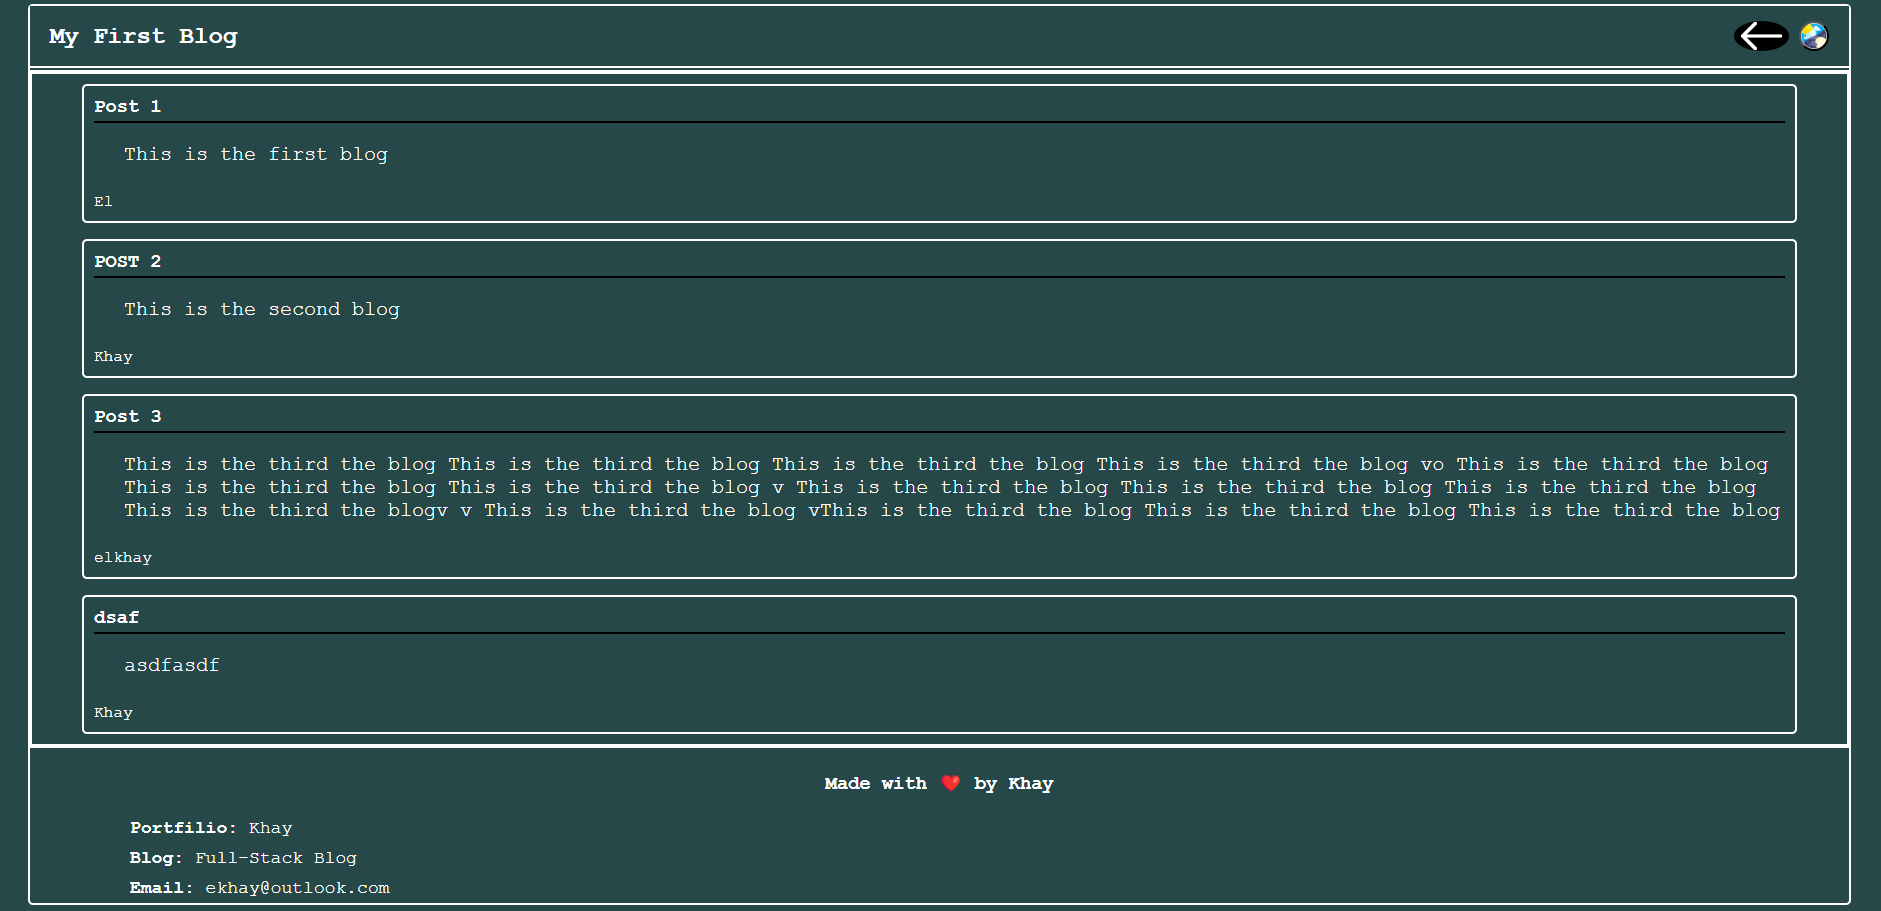 My First Blog
Post 1
This is the first blog
El
POST 2
This is the second blog
Khay
Post 3
This is the third the blog This is the third the blog This is the third the blog This is the third the blog vo This is the third the blog
This is the third the blog This is the third the blog v This is the third the blog This is the third the blog This is the third the blog
This is the third the blogv v This is the third the blog vThis is the third the blog This is the third the blog This is the third the blog
elkhay
dsaf
asdfasdf
Khay
Made with ❤️ by Khay
Portfilio: Khay
Blog: Full-Stack Blog
Email: ekhay@outlook.com